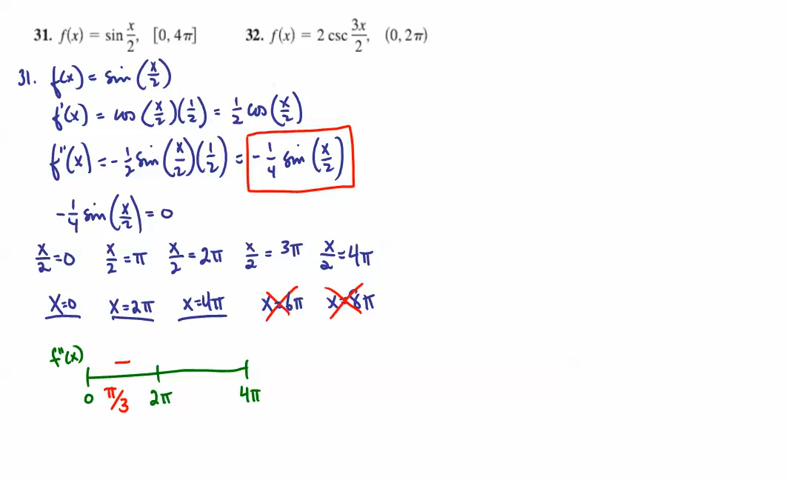 31. f(x) = sin x/2, [0, 4π] 32. f(x) = 2 csc 3x/2, (0, 2π)
31. f(x) = sin(x/2)
f'(x) = cos(x/2)(1/2) = 1/2 cos(x/2)
f''(x) = -1/2 sin(x/2)(1/2) = -1/4 sin(x/2)
-1/4 sin(x/2) = 0
x/2 = 0 x/2 = π x/2 = 2π x/2 = 3π x/2 = 4π
x=0 x=2π x=4π x=6π x=8π
f''(x) −
0 π/3 2π 4π